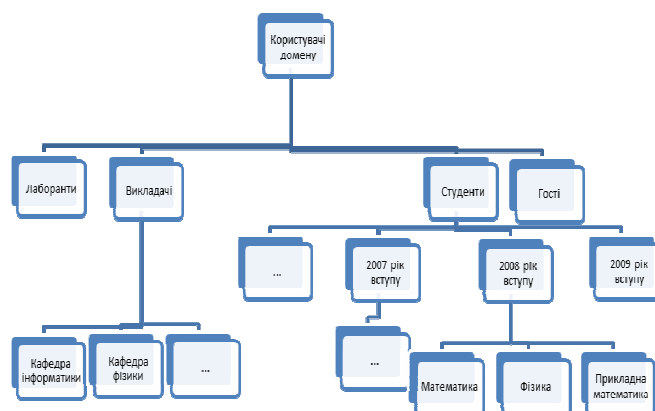 Користувачі
домену
Лаборанти
Викладачі
Студенти
Гості
...
2007 рік
вступу
2008 рік
вступу
2009 рік
вступу
Кафедра
інформатики
Кафедра
фізики
...
...
Математика
Фізика
Прикладна
математика